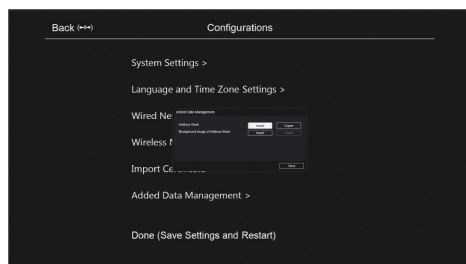 Back Configurations
System Settings >
Language and Time Zone Settings >
Wired Ne
Added Data Management
Address Book Import Export
Background Image of Address Book Import
Wireless N
Close
Import Ce
Added Data Management >
Done (Save Settings and Restart)